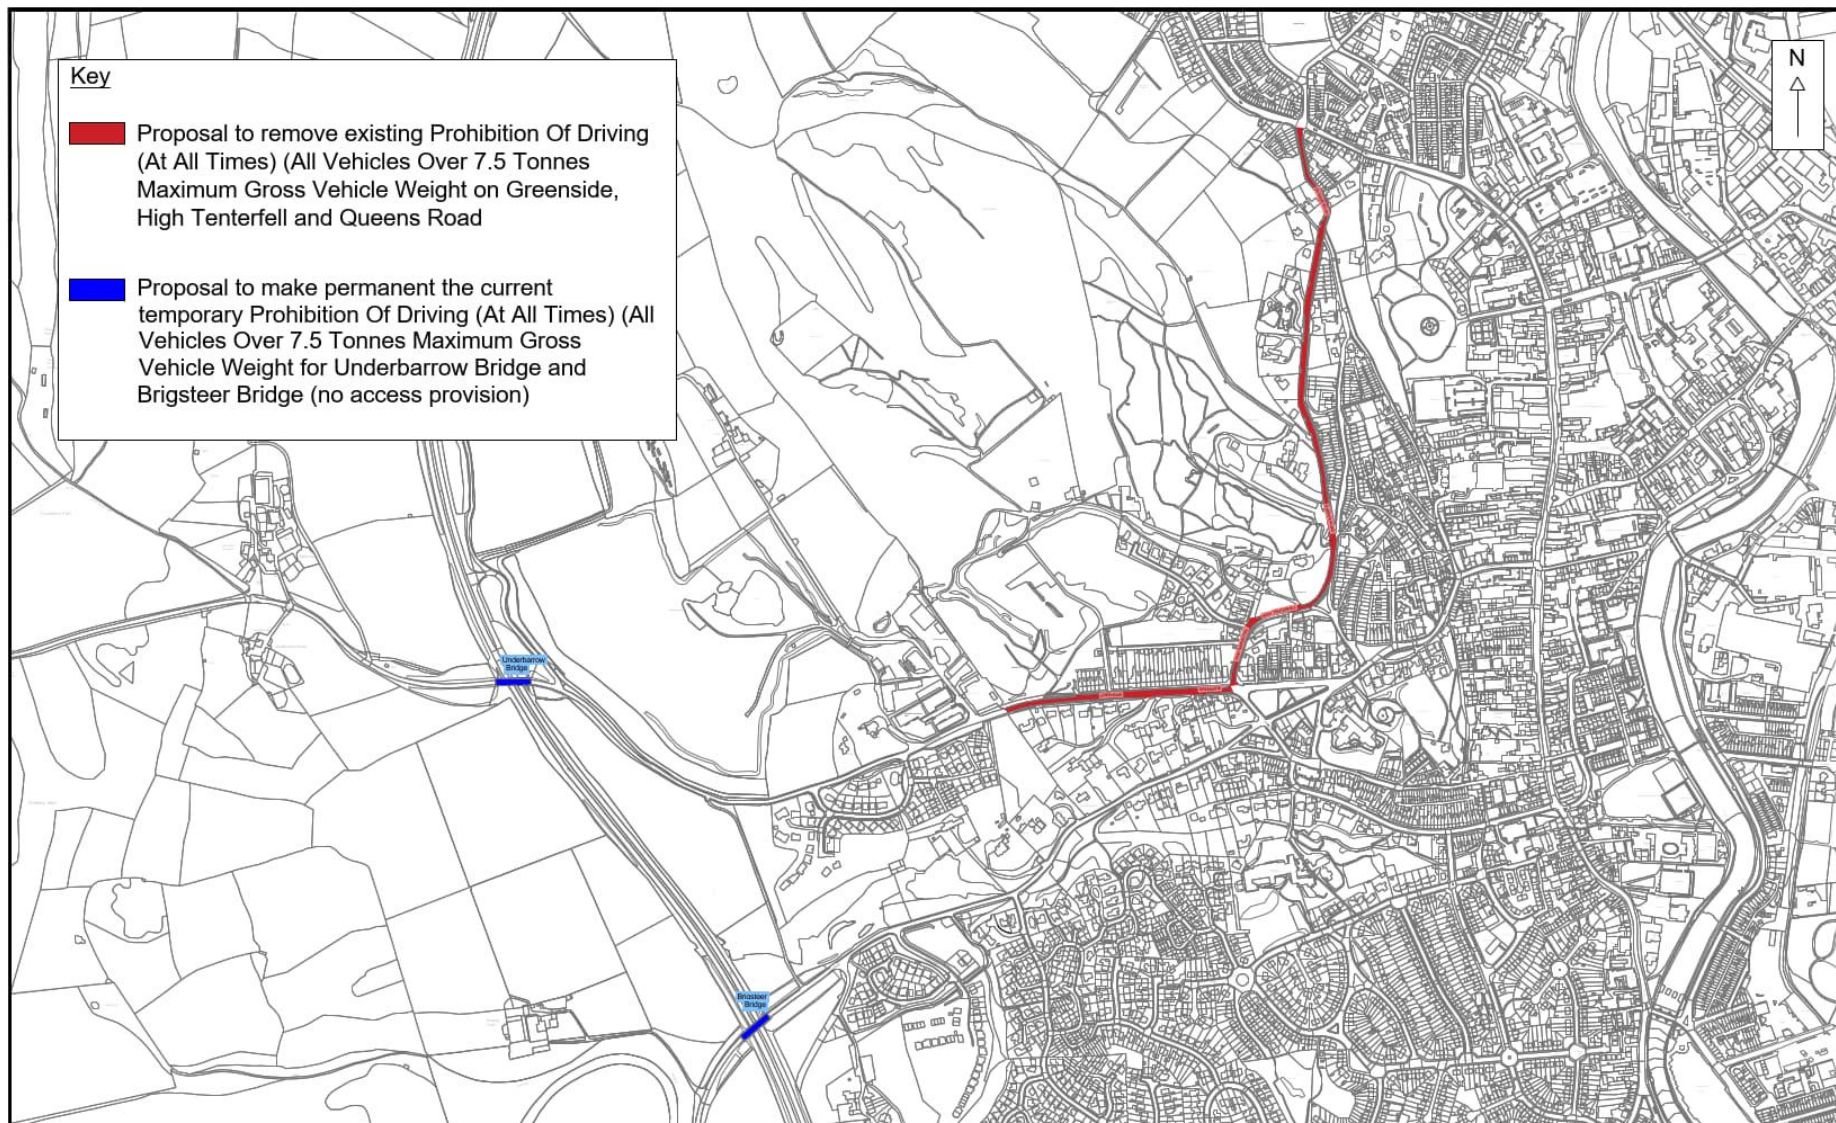 Key
Proposal to remove existing Prohibition Of Driving
(At All Times) (All Vehicles Over 7.5 Tonnes
Maximum Gross Vehicle Weight on Greenside,
High Tenterfell and Queens Road
Proposal to make permanent the current
temporary Prohibition Of Driving (At All Times) (All
Vehicles Over 7.5 Tonnes Maximum Gross
Vehicle Weight for Underbarrow Bridge and
Brigsteer Bridge (no access provision)
N
Underbarrow
Bridge
Brigsteer
Bridge